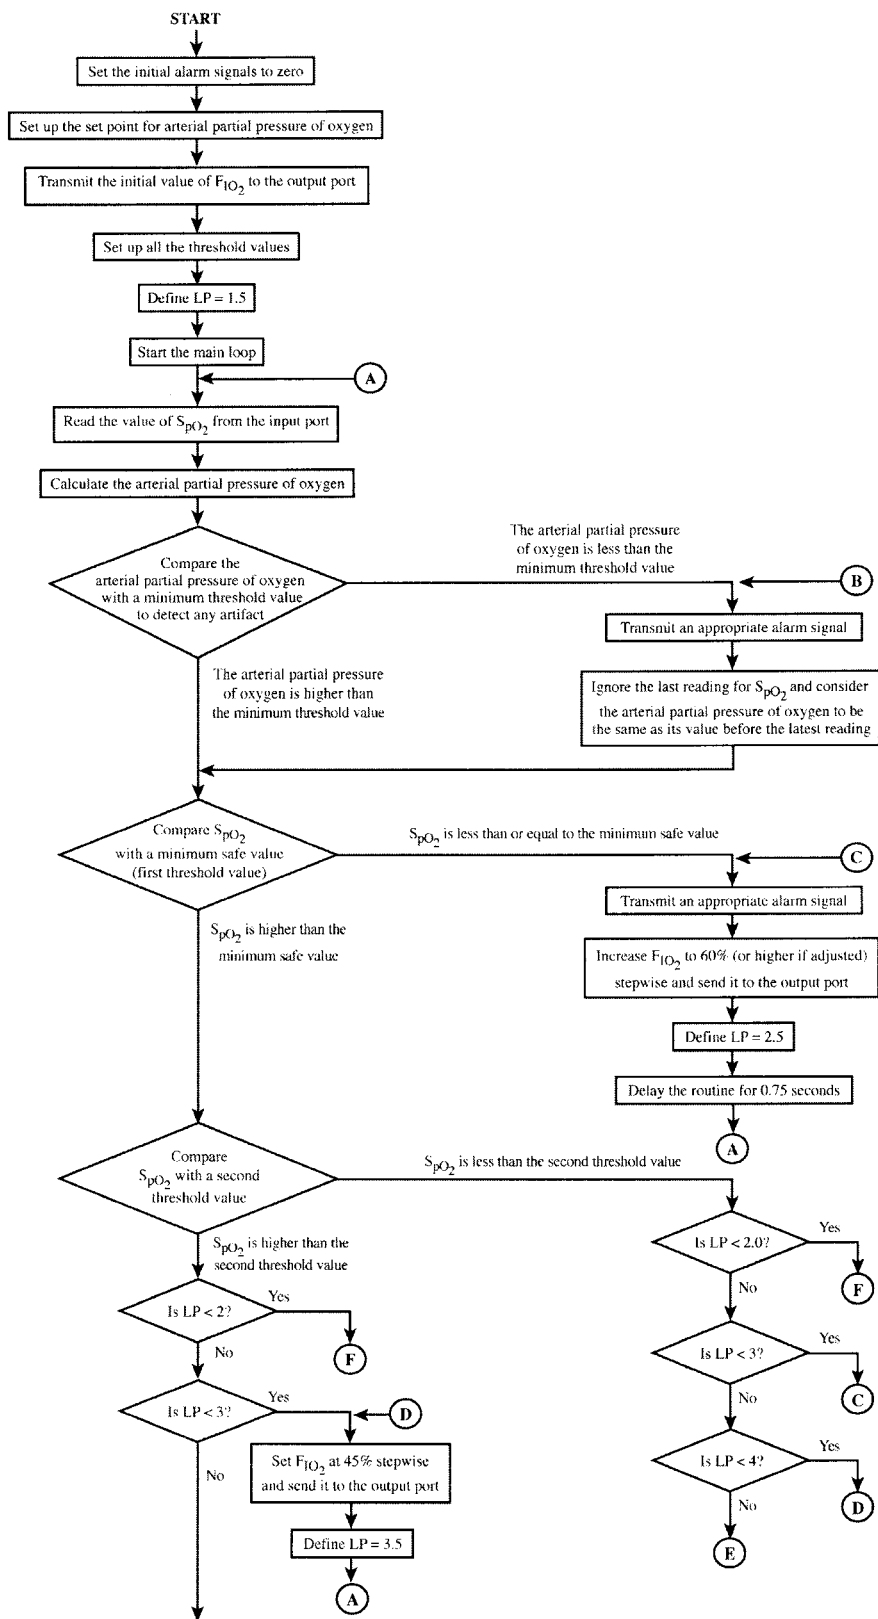 START
Set the initial alarm signals to zero
Set up the set point for arterial partial pressure of oxygen
Transmit the initial value of FIO2 to the output port
Set up all the threshold values
Define LP = 1.5
Start the main loop
A
Read the value of SpO2 from the input port
Calculate the arterial partial pressure of oxygen
Compare the
arterial partial pressure of oxygen
with a minimum threshold value
to detect any artifact
The arterial partial pressure
of oxygen is less than the
minimum threshold value
B
Transmit an appropriate alarm signal
Ignore the last reading for SpO2 and consider
the arterial partial pressure of oxygen to be
the same as its value before the latest reading
The arterial partial pressure
of oxygen is higher than
the minimum threshold value
Compare SpO2
with a minimum safe value
(first threshold value)
SpO2 is less than or equal to the minimum safe value
C
Transmit an appropriate alarm signal
Increase FIO2 to 60% (or higher if adjusted)
stepwise and send it to the output port
Define LP = 2.5
Delay the routine for 0.75 seconds
A
SpO2 is higher than the
minimum safe value
Compare
SpO2 with a second
threshold value
SpO2 is less than the second threshold value
Is LP < 2.0?
Yes
F
No
Is LP < 3?
Yes
C
No
Is LP < 4?
Yes
D
No
E
SpO2 is higher than the
second threshold value
Is LP < 2?
Yes
F
No
Is LP < 3?
Yes
D
No
Set FIO2 at 45% stepwise
and send it to the output port
Define LP = 3.5
A